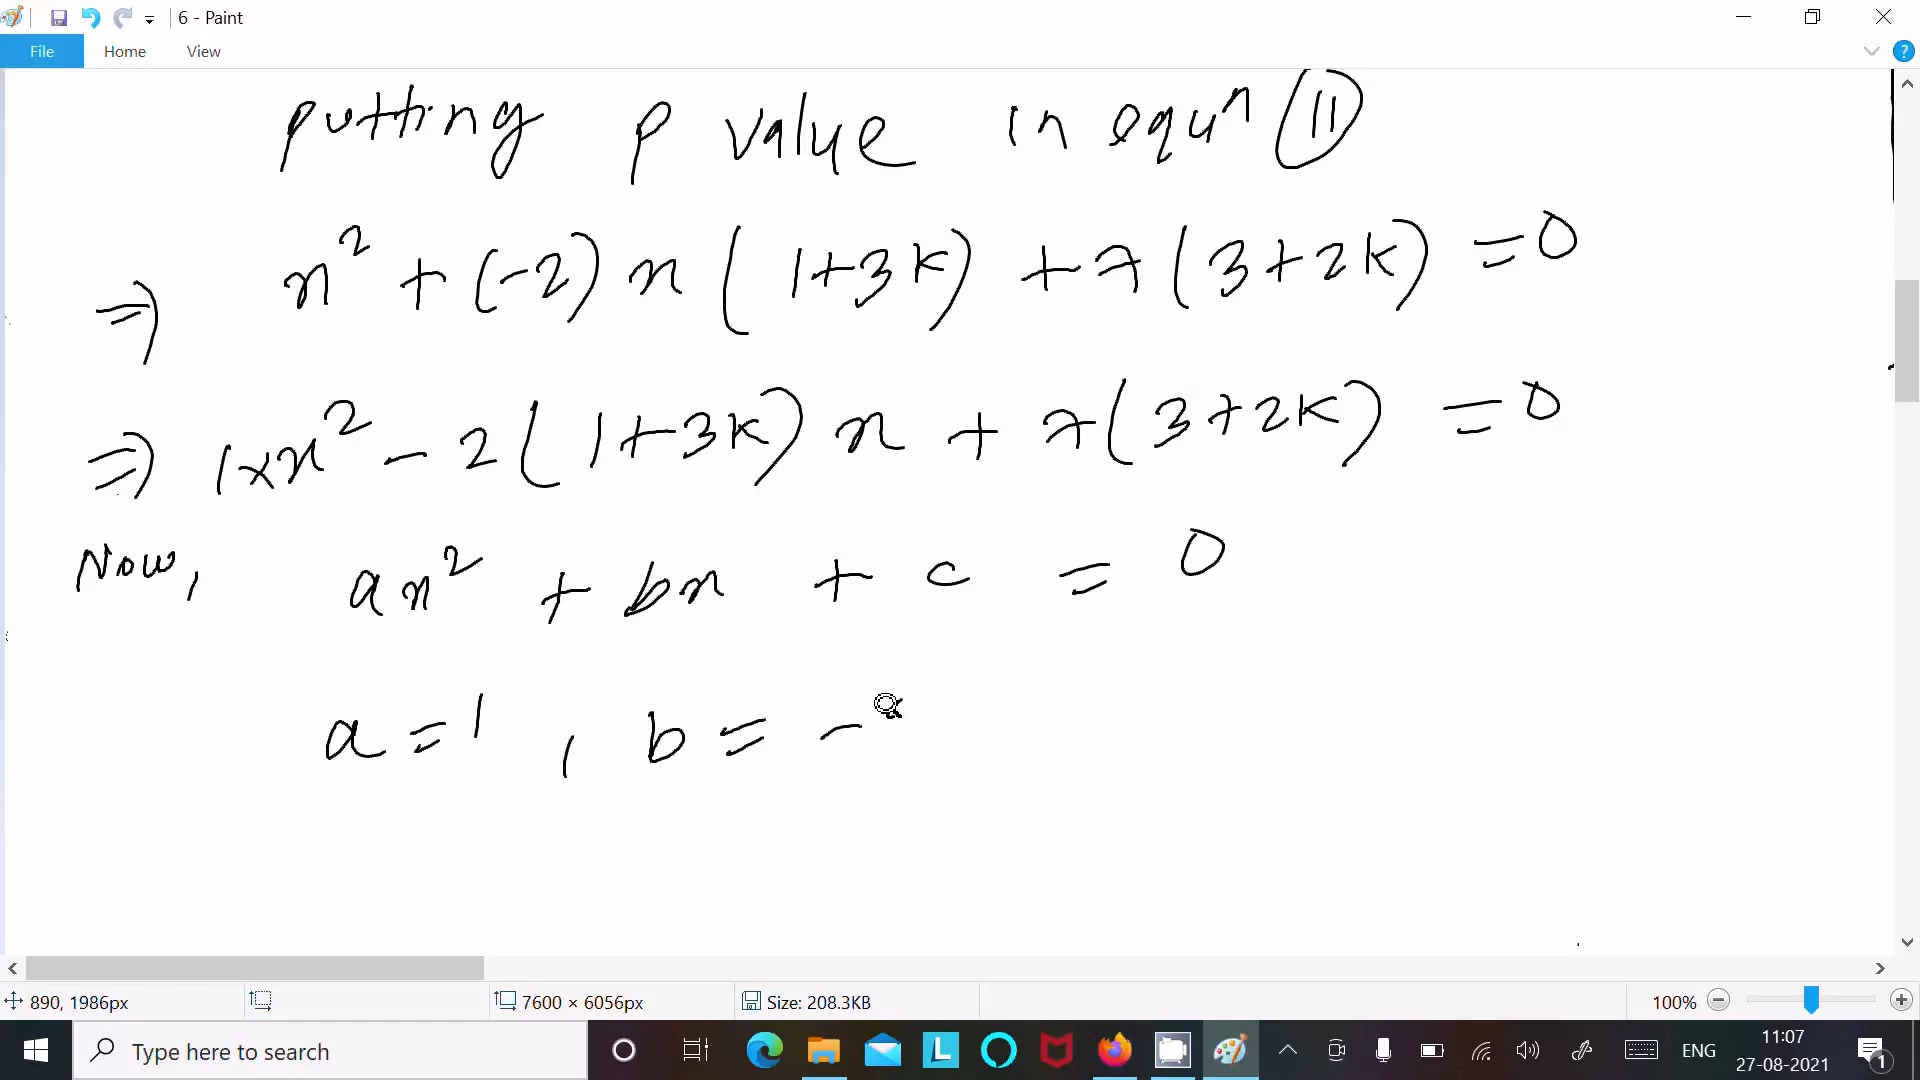 6 - Paint
File Home View
putting p value in equn (11)
⇒ x² + (-2) x (1+3k) + 7 (3+2k) = 0
⇒ 1×x² - 2 (1+3k) x + 7 (3+2k) = 0
Now, ax² + bx + c = 0
a = 1 , b = -
890, 1986px 7600 × 6056px Size: 208.3KB 100%
Type here to search
ENG
11:07
27-08-2021
1